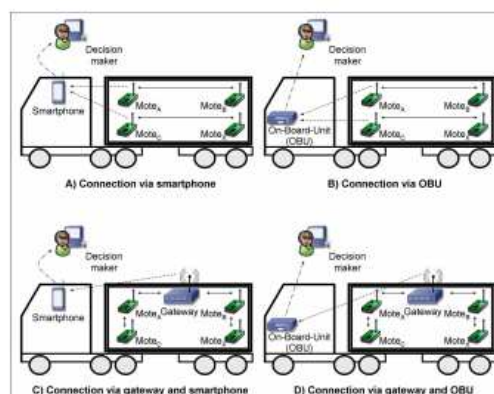 Decision
maker
Smartphone
Mote
Mote
Mote
Mote
A) Connection via smartphone
Decision
maker
On-Board-Unit
(OBU)
Mote
Mote
Mote
Mote
B) Connection via OBU
Decision
maker
Smartphone
Mote
Gateway
Mote
Mote
Mote
C) Connection via gateway and smartphone
Decision
maker
On-Board-Unit
(OBU)
Mote
Gateway
Mote
Mote
Mote
D) Connection via gateway and OBU